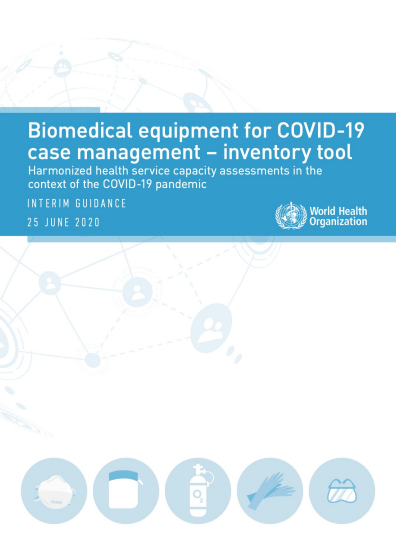 Biomedical equipment for COVID-19
case management – inventory tool
Harmonized health service capacity assessments in the
context of the COVID-19 pandemic
INTERIM GUIDANCE
25 JUNE 2020
World Health
Organization
O2